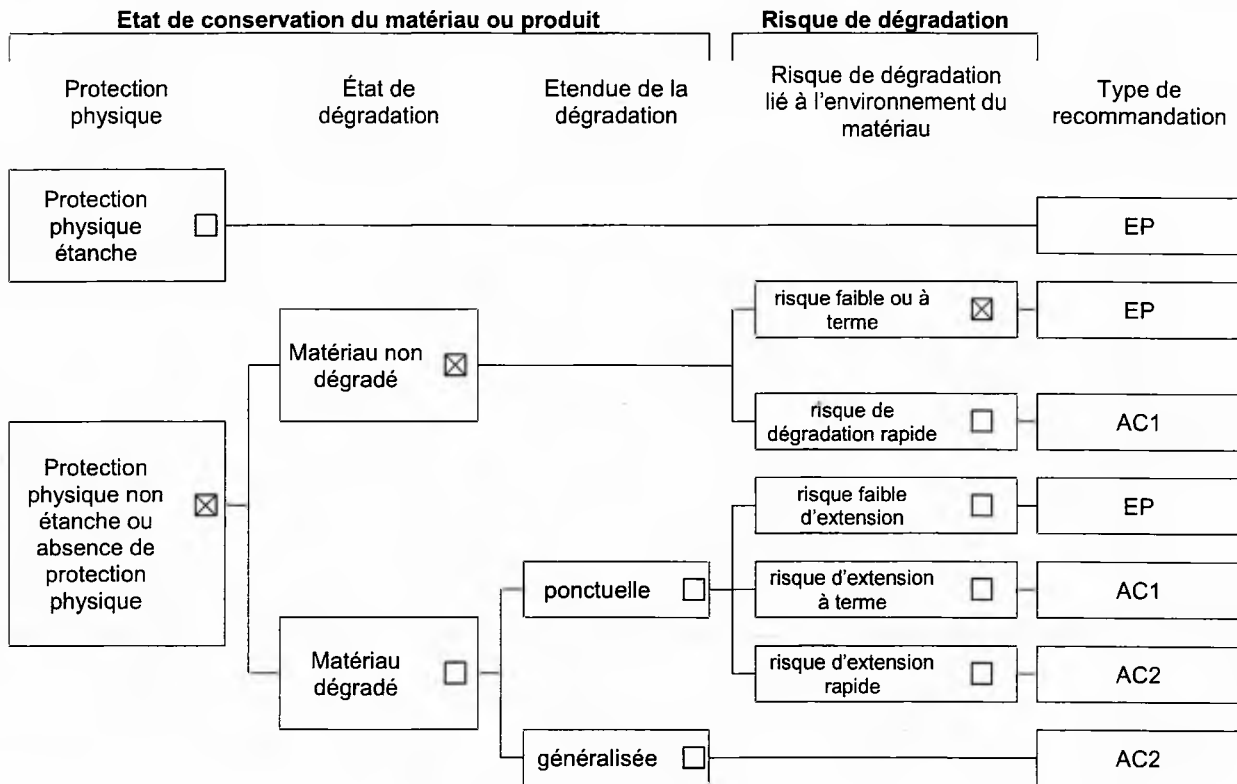 Etat de conservation du matériau ou produit
Risque de dégradation
Protection
physique
État de
dégradation
Etendue de la
dégradation
Risque de dégradation
lié à l'environnement du
matériau
Type de
recommandation
Protection
physique
étanche
EP
risque faible ou à
terme
EP
Matériau non
dégradé
risque de
dégradation rapide
AC1
Protection
physique non
étanche ou
absence de
protection
physique
risque faible
d'extension
EP
ponctuelle
risque d'extension
à terme
AC1
Matériau
dégradé
risque d'extension
rapide
AC2
généralisée
AC2